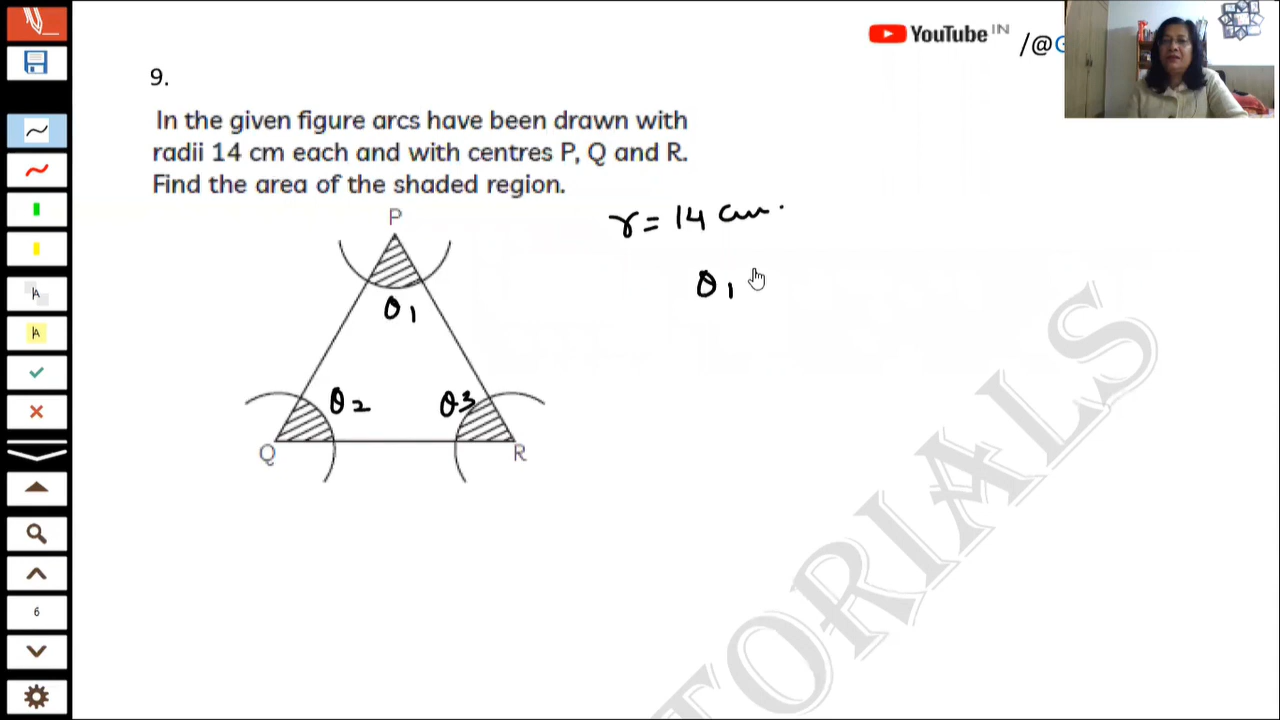 YouTube IN /@G
9.
In the given figure arcs have been drawn with
radii 14 cm each and with centres P, Q and R.
Find the area of the shaded region.
P
r = 14 cm.
θ1
θ1
θ2 θ3
Q R
6
TORIALS